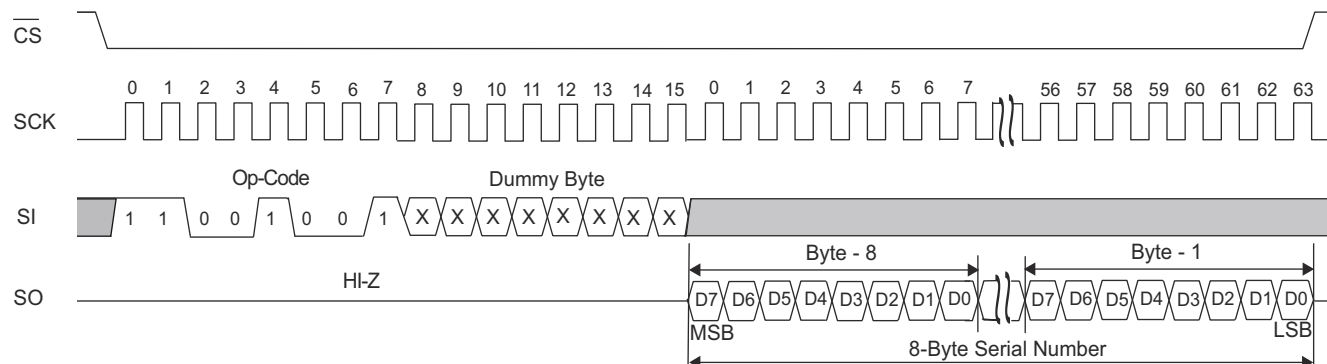 CS
0 1 2 3 4 5 6 7 8 9 10 11 12 13 14 15 0 1 2 3 4 5 6 7 56 57 58 59 60 61 62 63
SCK
Op-Code Dummy Byte
SI 1 1 0 0 1 0 0 1 X X X X X X X X
Byte - 8 Byte - 1
HI-Z
SO D7 D6 D5 D4 D3 D2 D1 D0 D7 D6 D5 D4 D3 D2 D1 D0
MSB LSB
8-Byte Serial Number